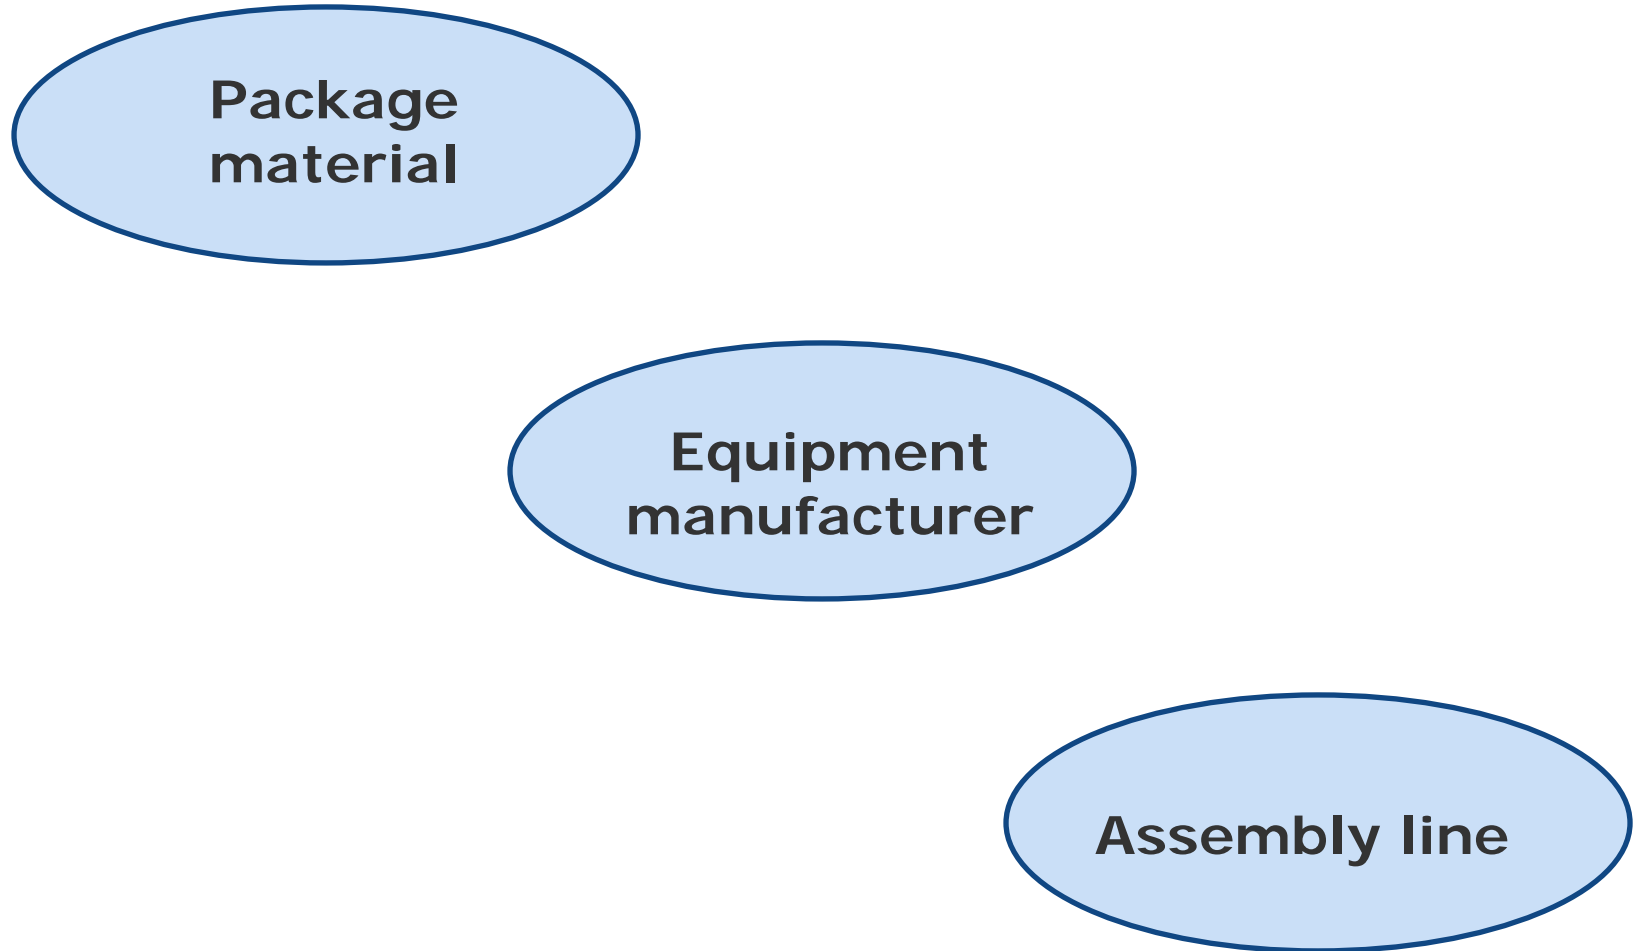 Package
material
Equipment
manufacturer
Assembly line